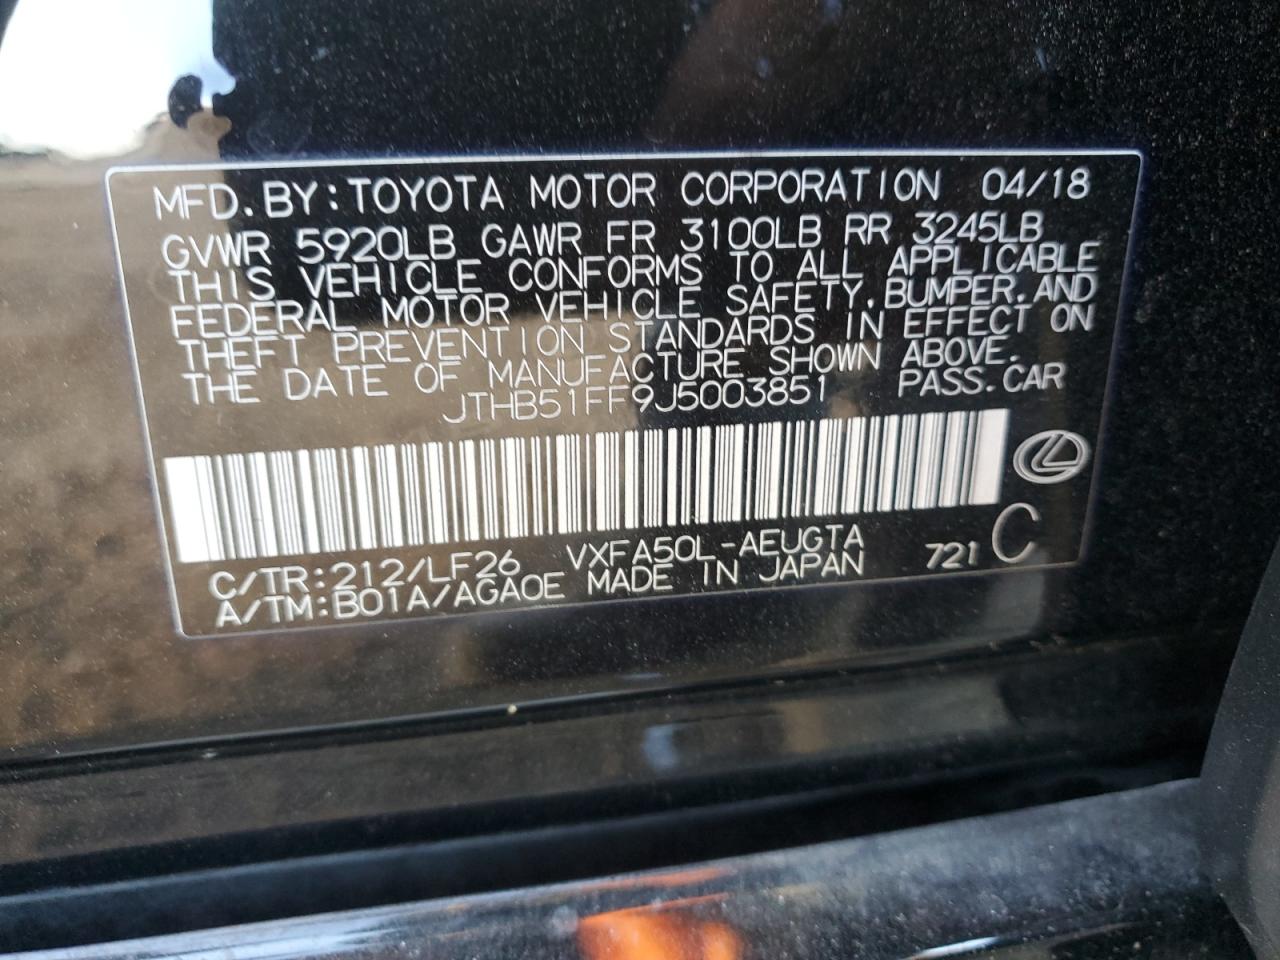 MFD.BY:TOYOTA MOTOR CORPORATION 04/18
GVWR 5920LB GAWR FR 3100LB RR 3245LB
THIS VEHICLE CONFORMS TO ALL APPLICABLE
FEDERAL MOTOR VEHICLE SAFETY,BUMPER,AND
THEFT PREVENTION STANDARDS IN EFFECT ON
THE DATE OF MANUFACTURE SHOWN ABOVE.
JTHB51FF9J5003851 PASS.CAR
C/TR:212/LF26 VXFA50L-AEUGTA 721 C
A/TM:B01A/AGA0E MADE IN JAPAN